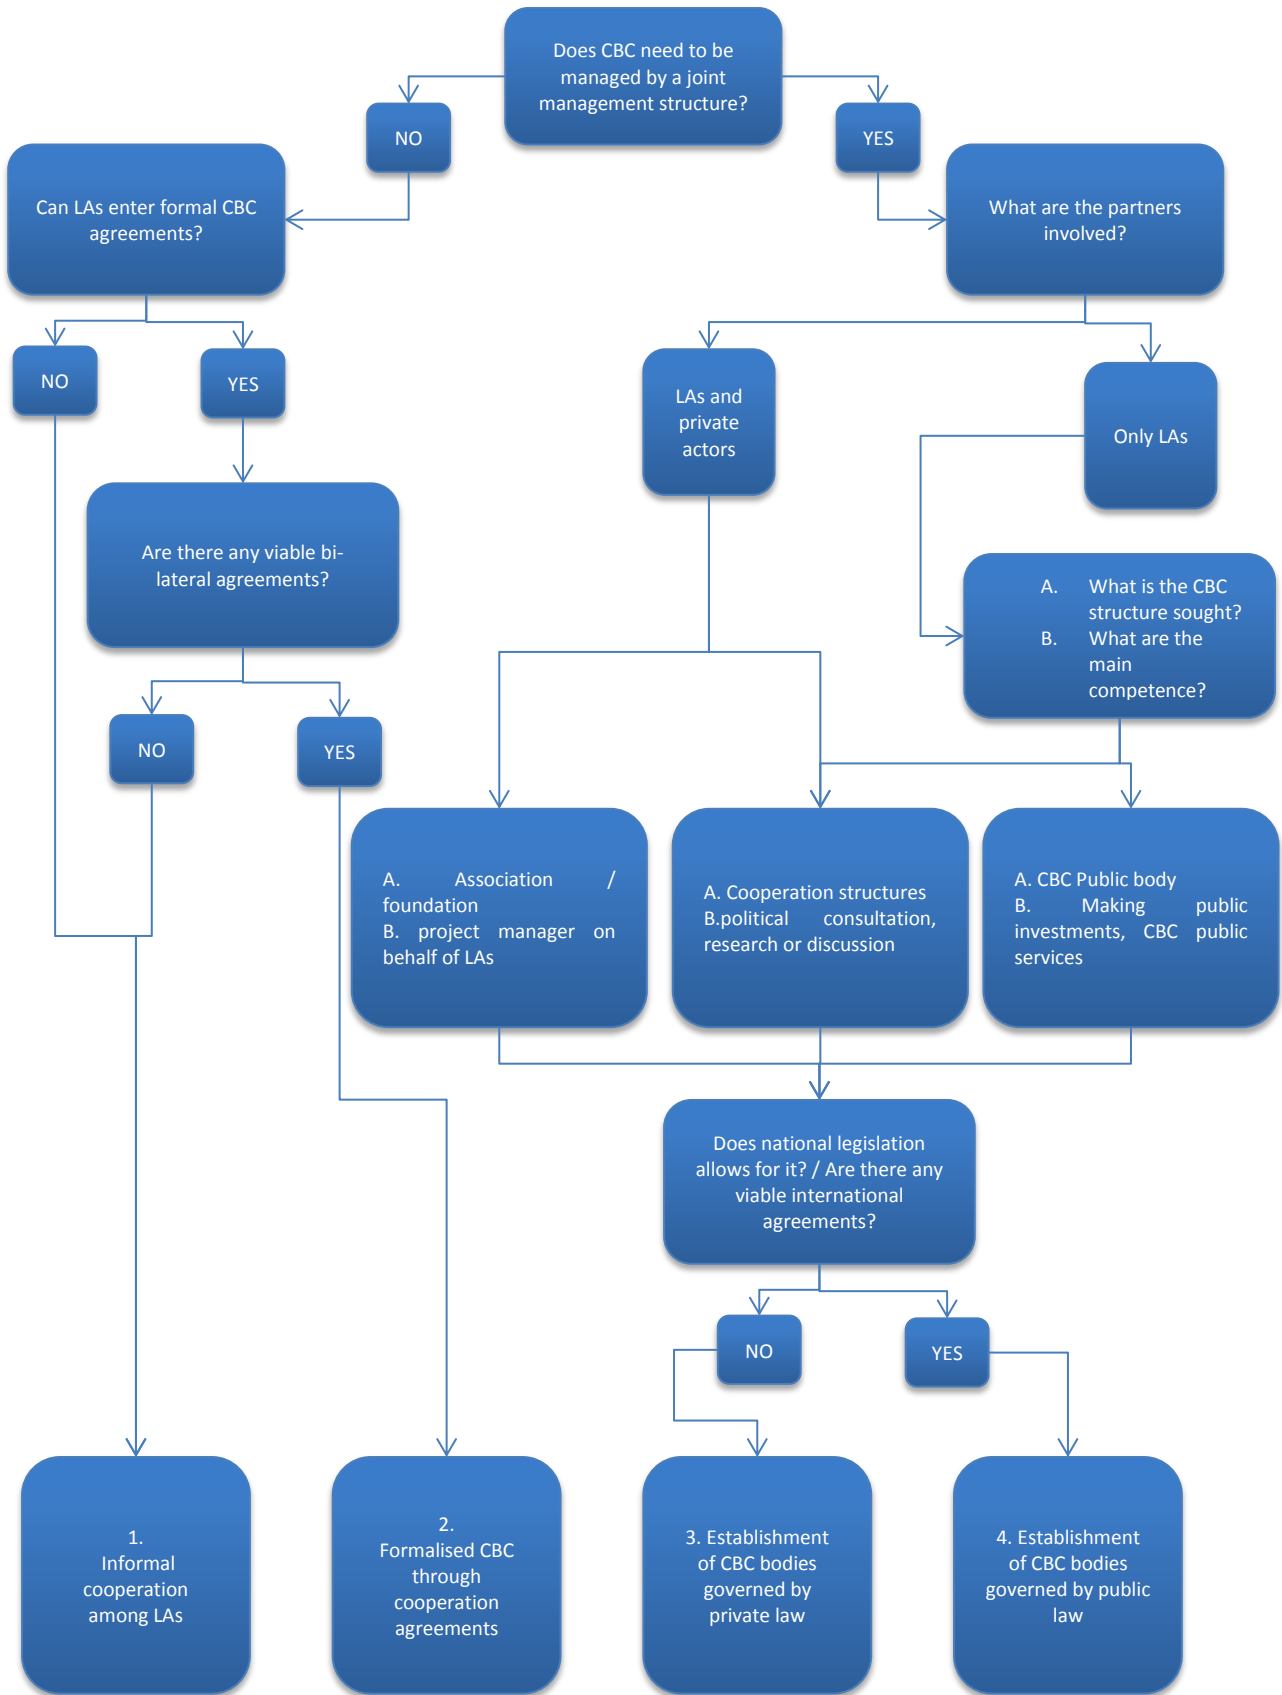 Does CBC need to be
managed by a joint
management structure?
NO
YES
Can LAs enter formal CBC
agreements?
What are the partners
involved?
NO
YES
LAs and
private
actors
Only LAs
Are there any viable bi-
lateral agreements?
A. What is the CBC
structure sought?
B. What are the
main
competence?
NO
YES
A. Association /
foundation
B. project manager on
behalf of LAs
A. Cooperation structures
B.political consultation,
research or discussion
A. CBC Public body
B. Making public
investments, CBC public
services
Does national legislation
allows for it? / Are there any
viable international
agreements?
NO
YES
1.
Informal
cooperation
among LAs
2.
Formalised CBC
through
cooperation
agreements
3. Establishment
of CBC bodies
governed by
private law
4. Establishment
of CBC bodies
governed by public
law